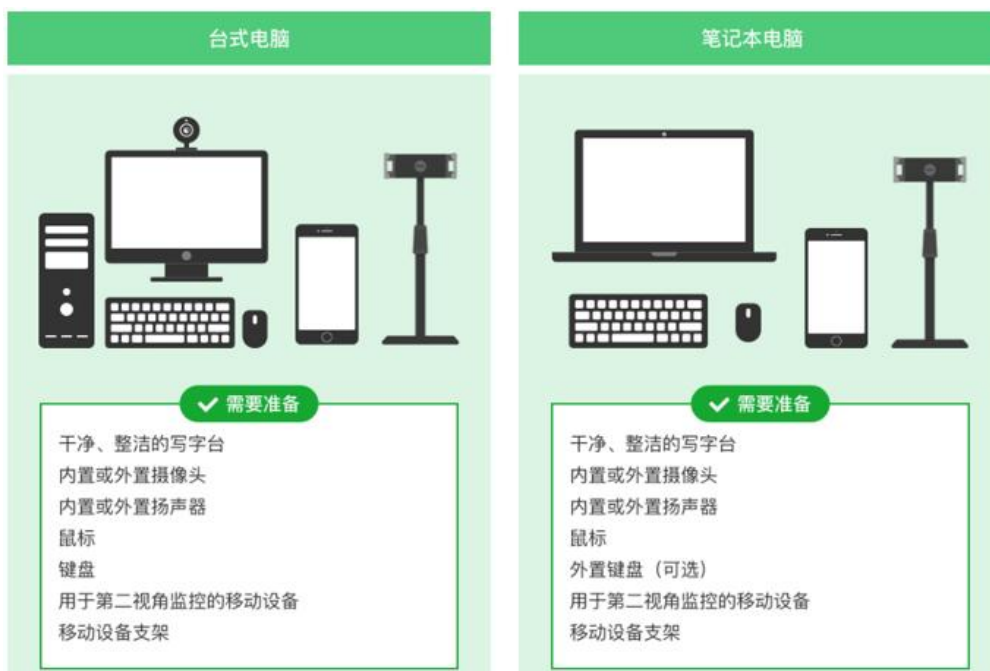 台式电脑
需要准备
干净、整洁的写字台
内置或外置摄像头
内置或外置扬声器
鼠标
键盘
用于第二视角监控的移动设备
移动设备支架
笔记本电脑
需要准备
干净、整洁的写字台
内置或外置摄像头
内置或外置扬声器
鼠标
外置键盘（可选）
用于第二视角监控的移动设备
移动设备支架